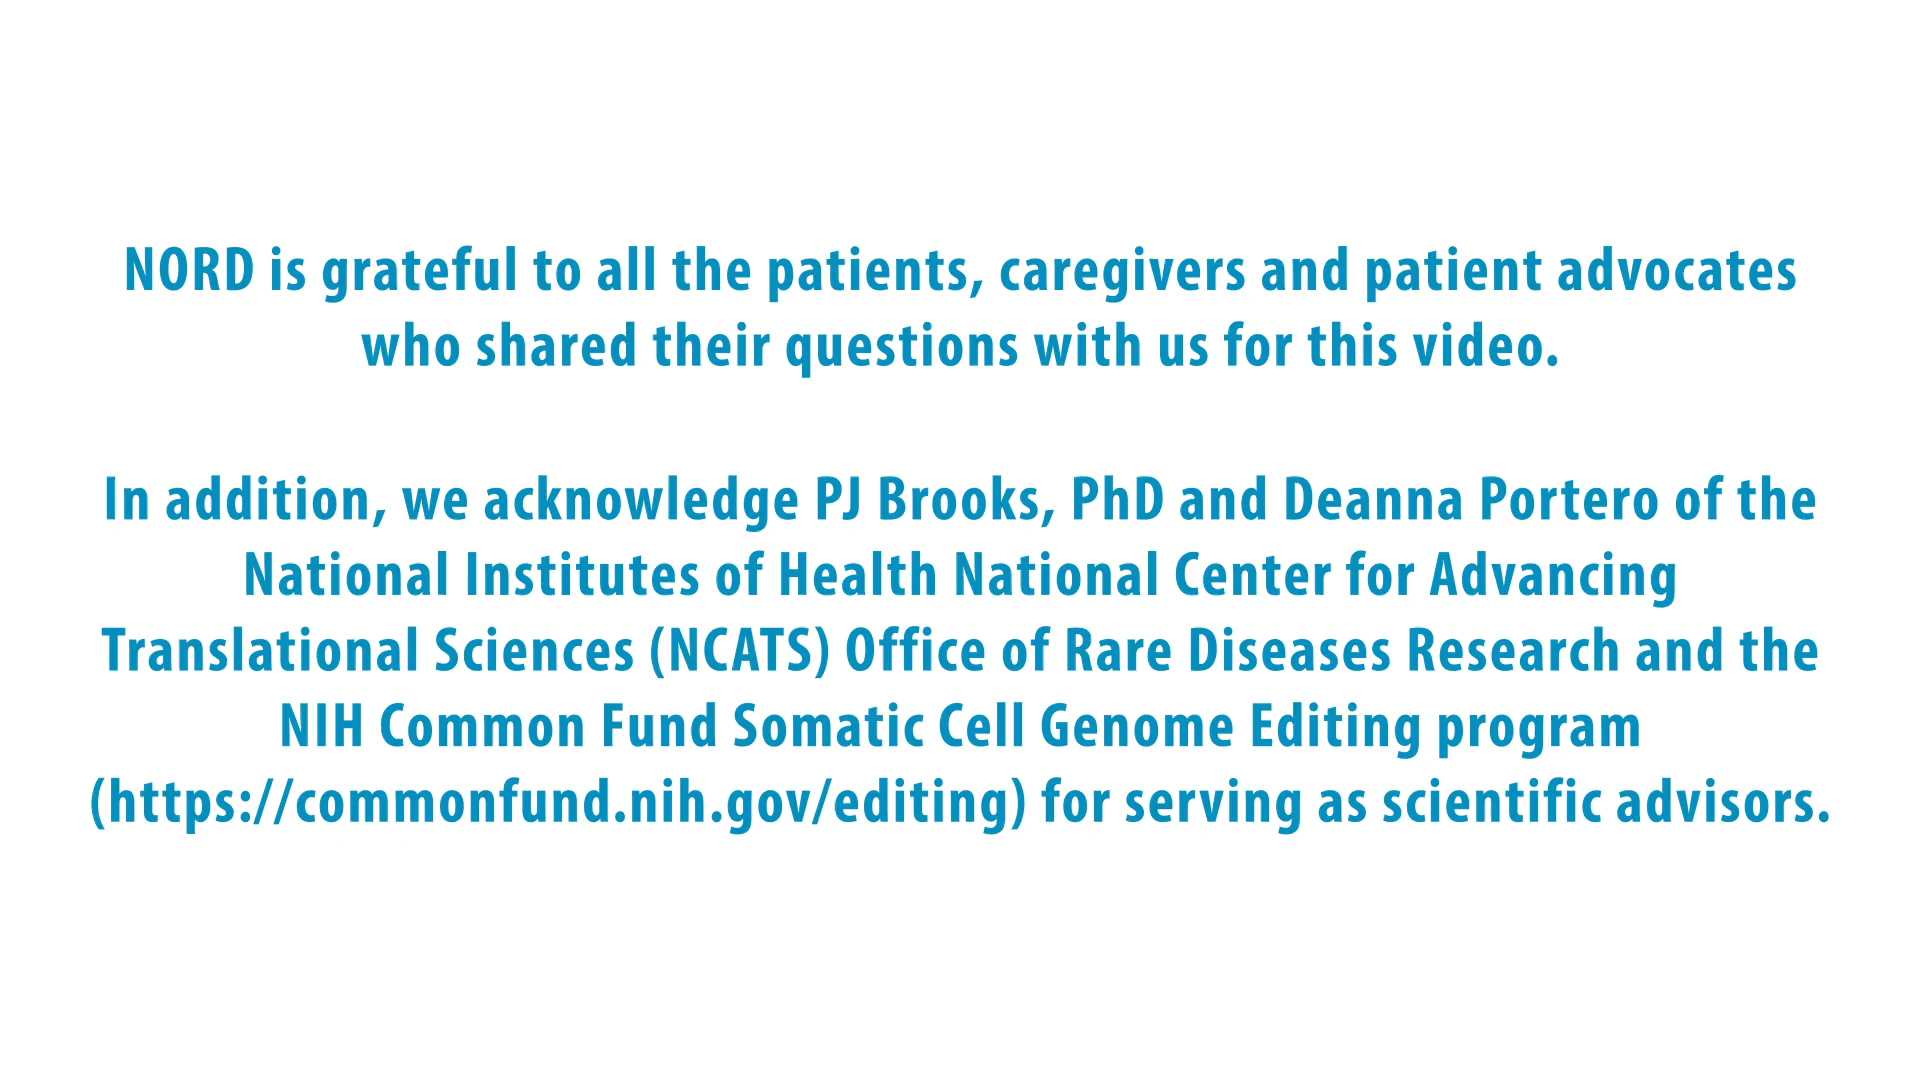 NORD is grateful to all the patients, caregivers and patient advocates
who shared their questions with us for this video.
In addition, we acknowledge PJ Brooks, PhD and Deanna Portero of the
National Institutes of Health National Center for Advancing
Translational Sciences (NCATS) Office of Rare Diseases Research and the
NIH Common Fund Somatic Cell Genome Editing program
(https://commonfund.nih.gov/editing) for serving as scientific advisors.